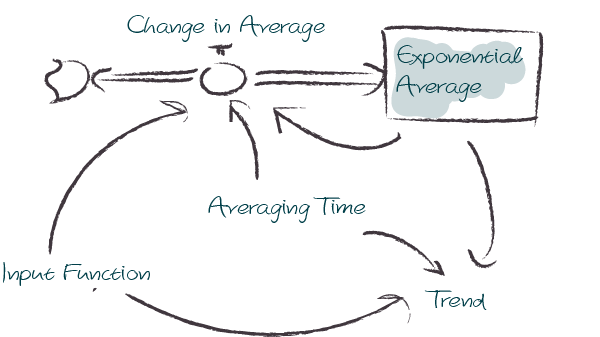 Change in Average
Exponential
Average
Averaging Time
Input Function
Trend